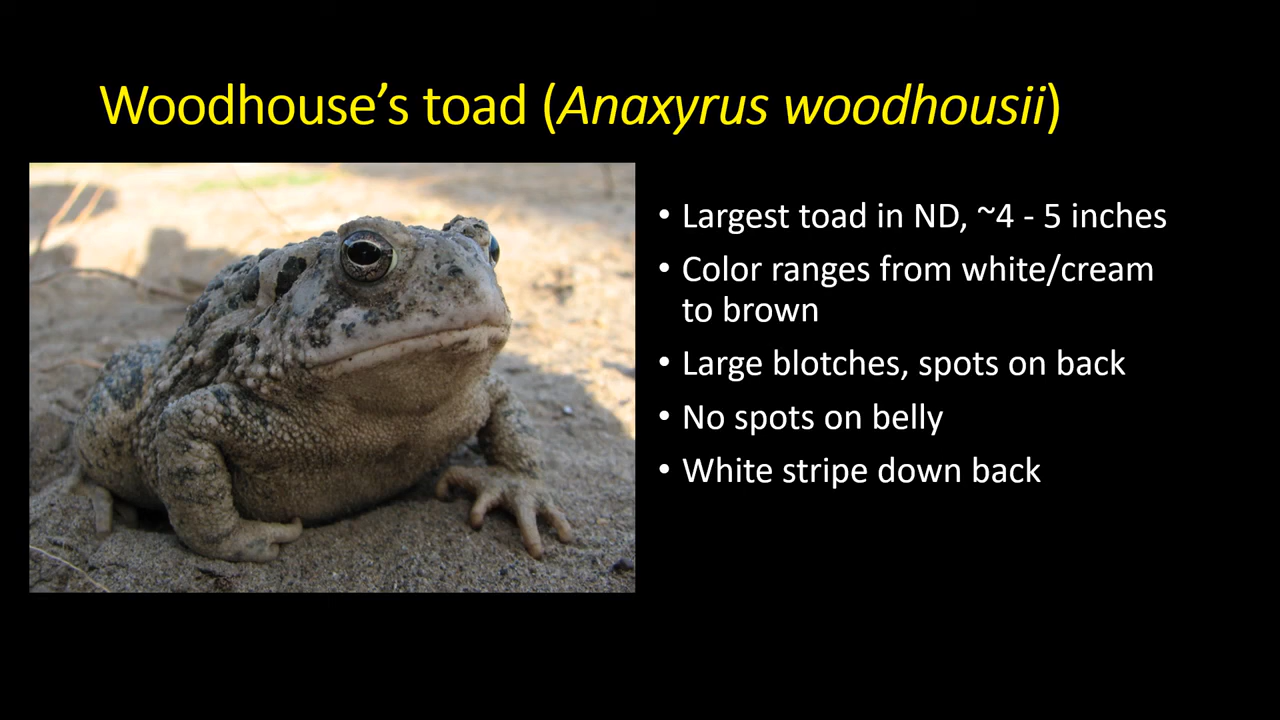 Woodhouse’s toad (Anaxyrus woodhousii)
• Largest toad in ND, ~4 - 5 inches
• Color ranges from white/cream
to brown
• Large blotches, spots on back
• No spots on belly
• White stripe down back